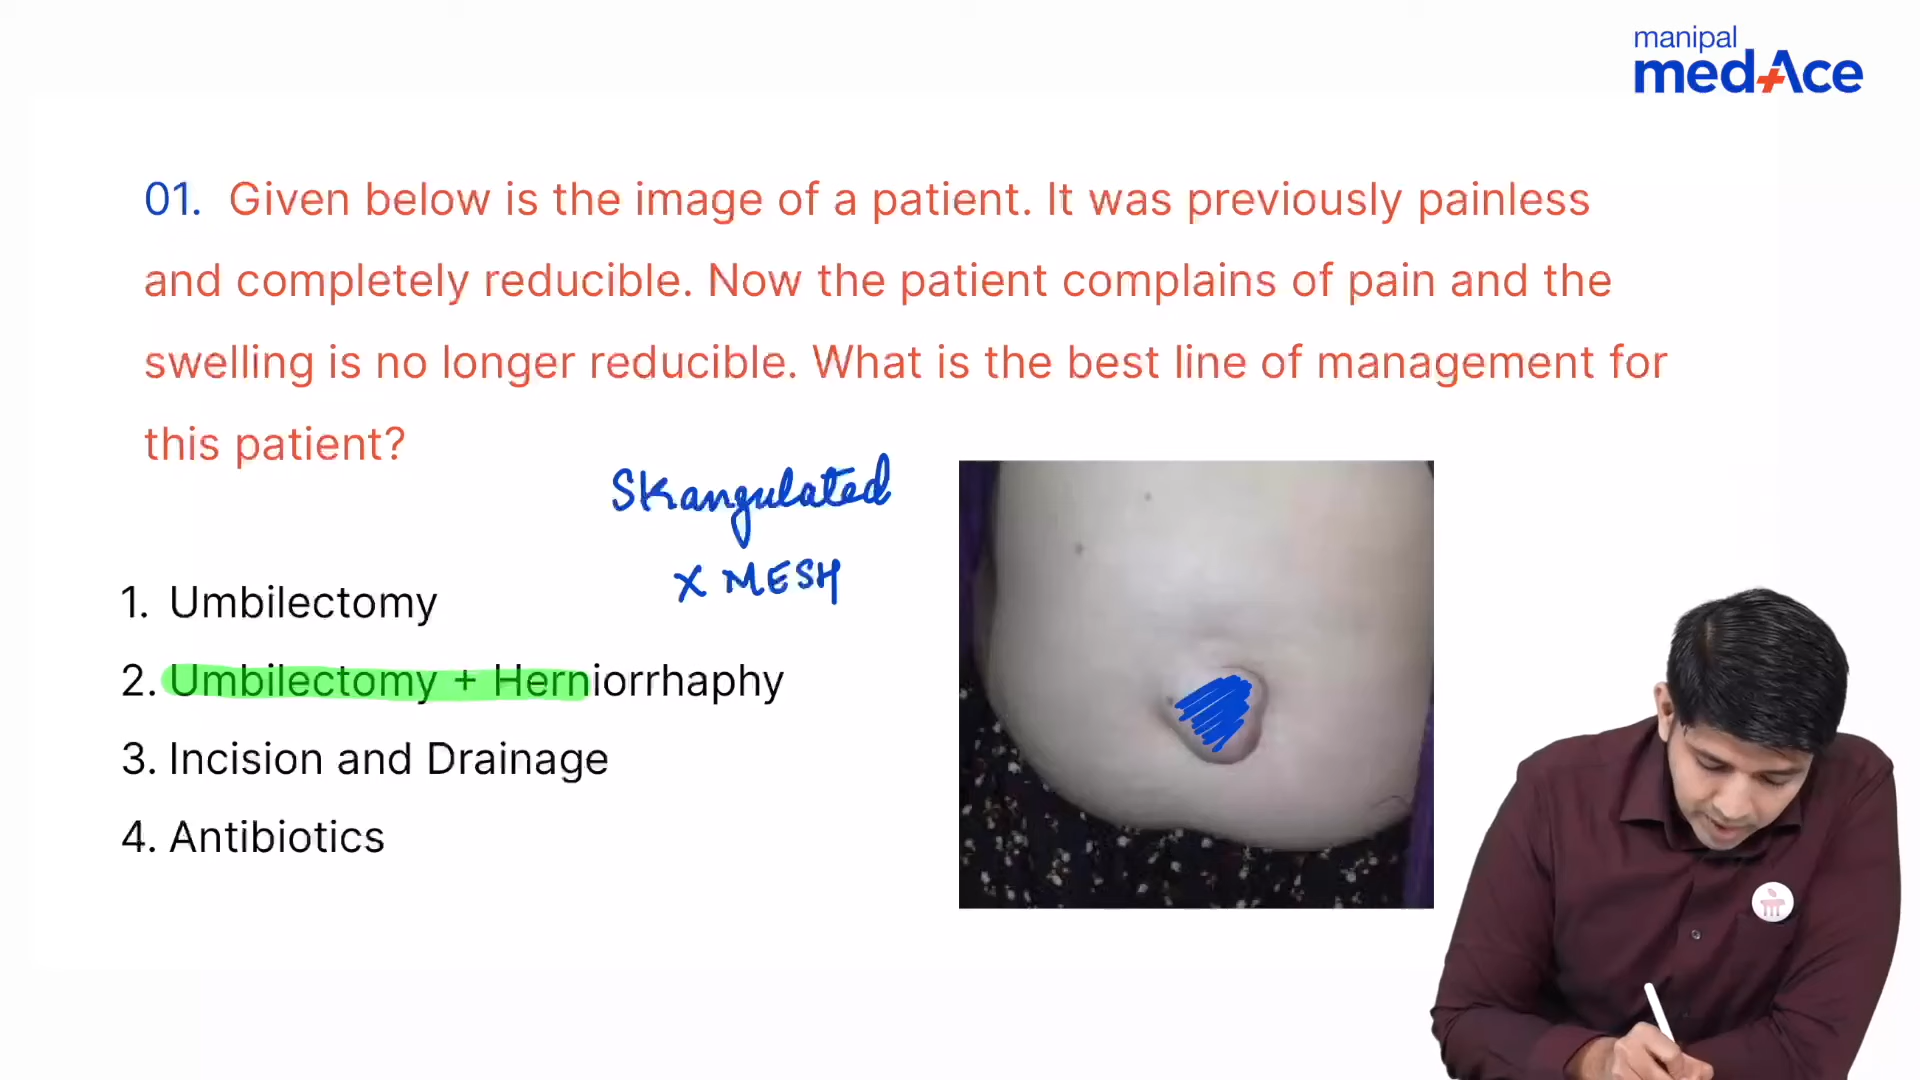 manipal
medAce
01. Given below is the image of a patient. It was previously painless
and completely reducible. Now the patient complains of pain and the
swelling is no longer reducible. What is the best line of management for
this patient?
Strangulated
X MESH
1. Umbilectomy
2. Umbilectomy + Herniorrhaphy
3. Incision and Drainage
4. Antibiotics